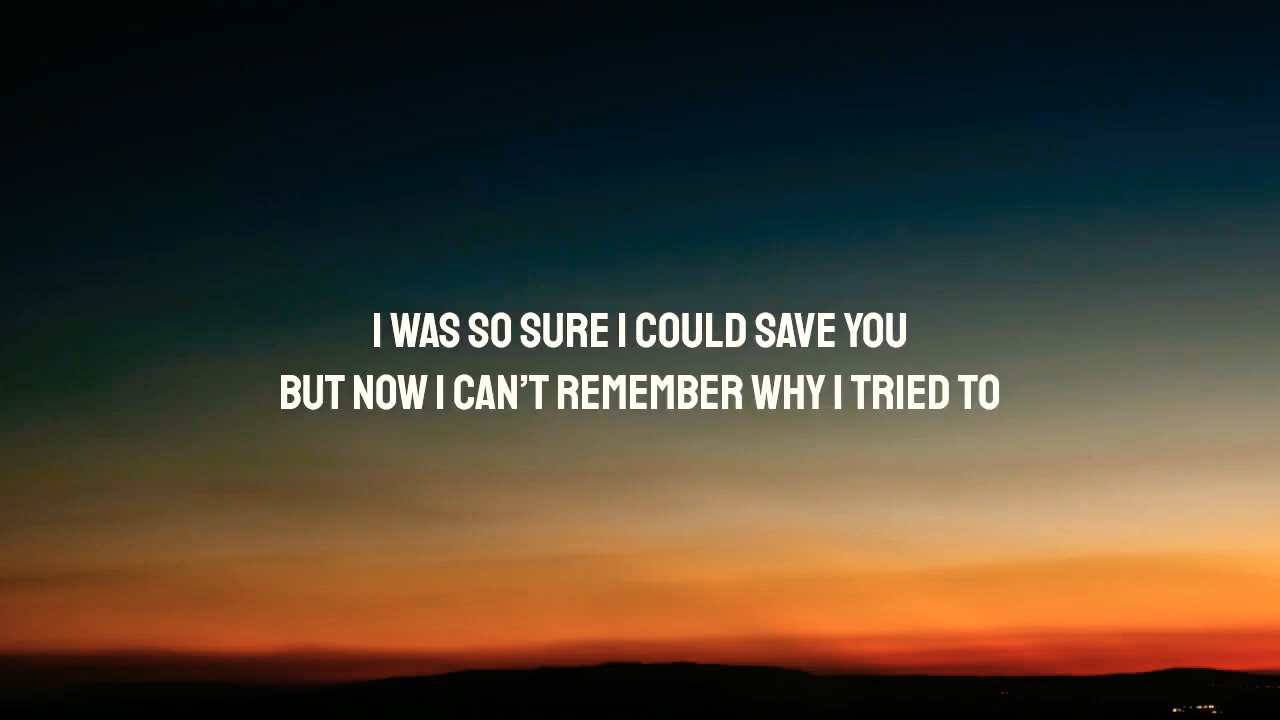 I WAS SO SURE I COULD SAVE YOU
BUT NOW I CAN’T REMEMBER WHY I TRIED TO